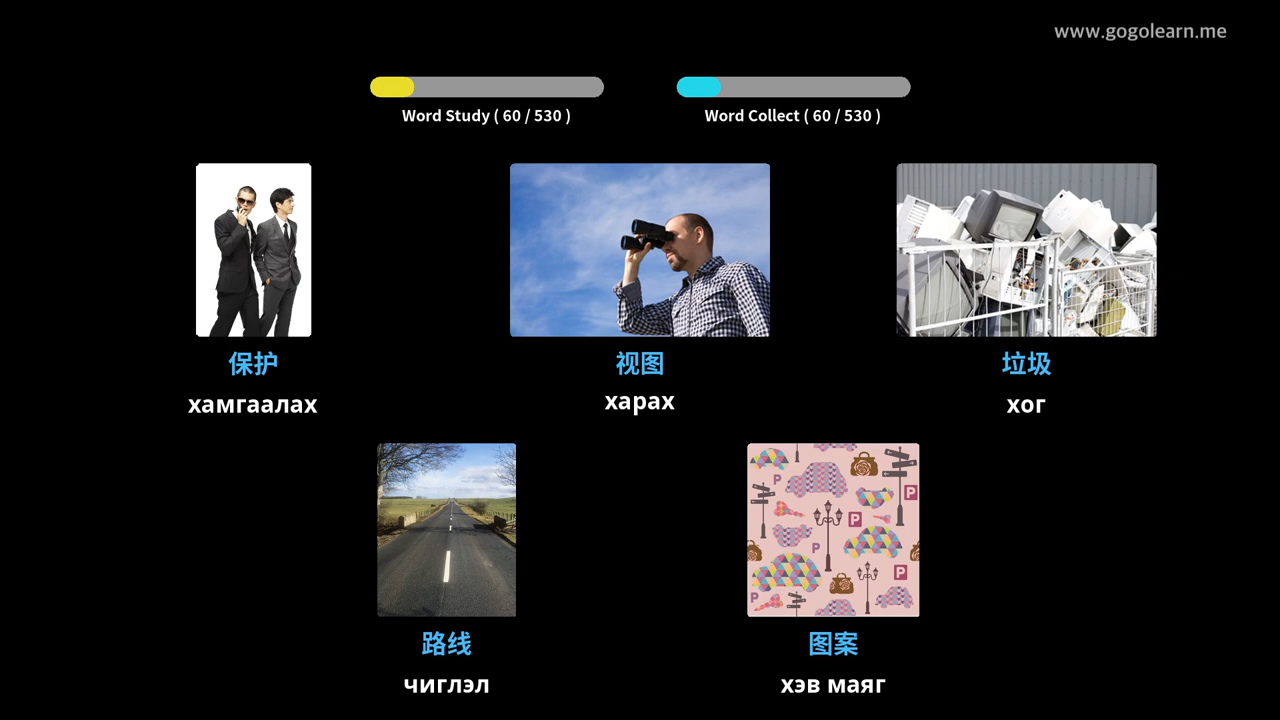 www.gogolearn.me
Word Study ( 60 / 530 )
Word Collect ( 60 / 530 )
保护
хамгаалах
视图
харах
垃圾
хог
路线
чиглэл
P
P
P
P
P
图案
хэв маяг